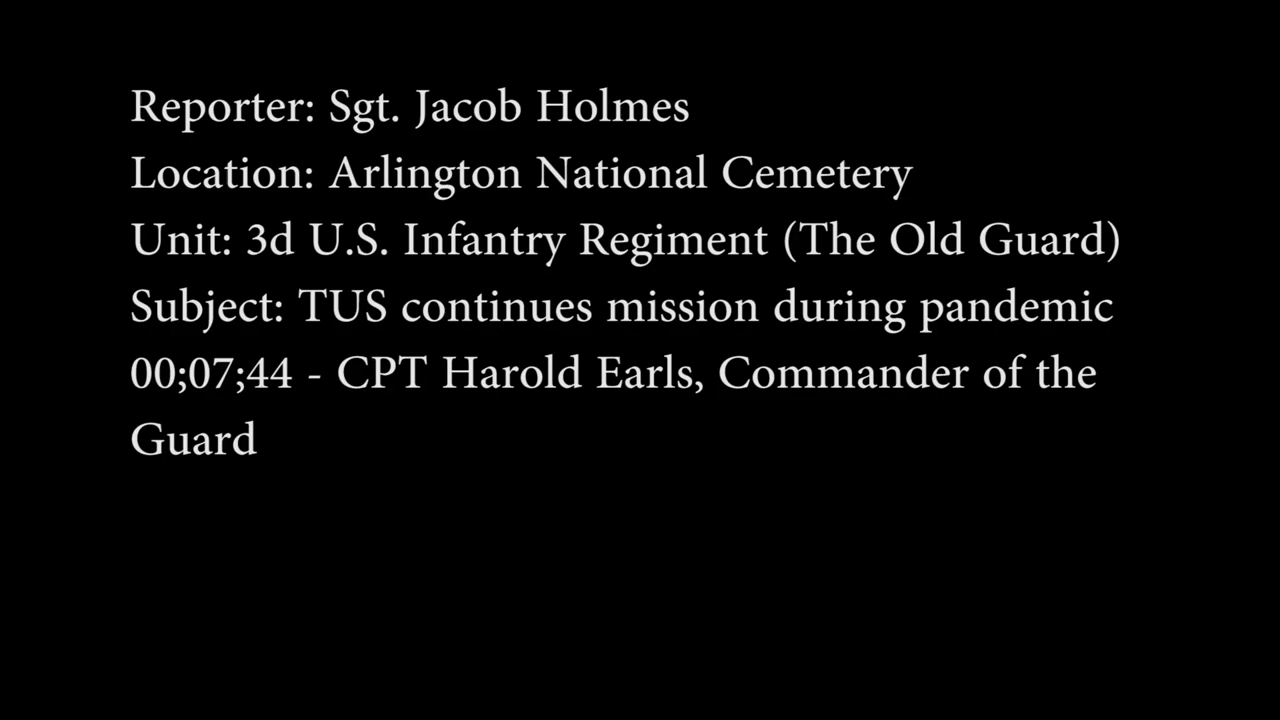 Reporter: Sgt. Jacob Holmes
Location: Arlington National Cemetery
Unit: 3d U.S. Infantry Regiment (The Old Guard)
Subject: TUS continues mission during pandemic
00;07;44 - CPT Harold Earls, Commander of the
Guard